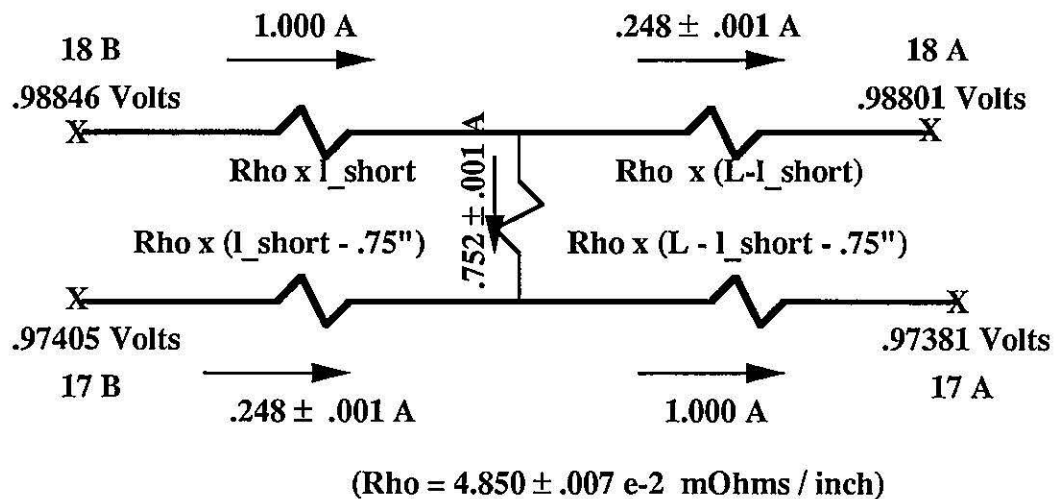 1.000 A
.248 ± .001 A
18 B
18 A
.98846 Volts
.98801 Volts
X
X
Rho x l_short
.752 ± .001 A
Rho x (L-l_short)
Rho x (l_short - .75")
Rho x (L - l_short - .75")
X
X
.97405 Volts
.97381 Volts
17 B
17 A
.248 ± .001 A
1.000 A
(Rho = 4.850 ± .007 e-2 mOhms / inch)